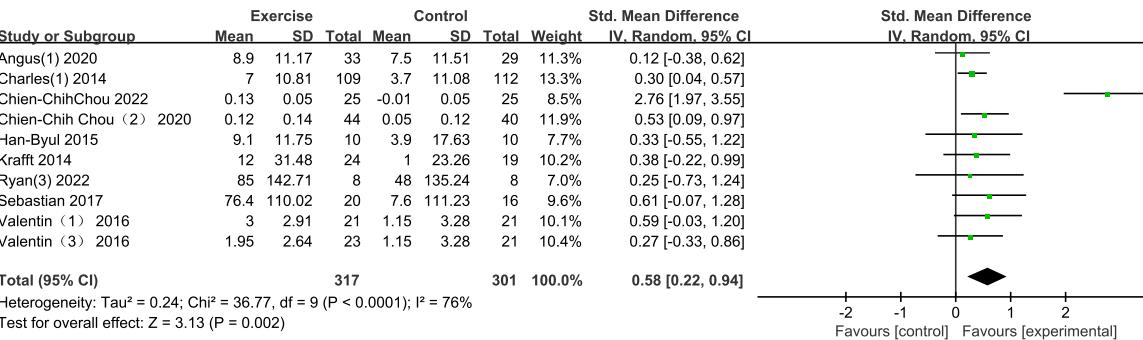 Exercise Control Std. Mean Difference Std. Mean Difference
Study or Subgroup Mean SD Total Mean SD Total Weight IV, Random, 95% CI IV, Random, 95% CI
Angus(1) 2020 8.9 11.17 33 7.5 11.51 29 11.3% 0.12 [-0.38, 0.62]
Charles(1) 2014 7 10.81 109 3.7 11.08 112 13.3% 0.30 [0.04, 0.57]
Chien-ChihChou 2022 0.13 0.05 25 -0.01 0.05 25 8.5% 2.76 [1.97, 3.55]
Chien-Chih Chou（2）2020 0.12 0.14 44 0.05 0.12 40 11.9% 0.53 [0.09, 0.97]
Han-Byul 2015 9.1 11.75 10 3.9 17.63 10 7.7% 0.33 [-0.55, 1.22]
Krafft 2014 12 31.48 24 1 23.26 19 10.2% 0.38 [-0.22, 0.99]
Ryan(3) 2022 85 142.71 8 48 135.24 8 7.0% 0.25 [-0.73, 1.24]
Sebastian 2017 76.4 110.02 20 7.6 111.23 16 9.6% 0.61 [-0.07, 1.28]
Valentin（1）2016 3 2.91 21 1.15 3.28 21 10.1% 0.59 [-0.03, 1.20]
Valentin（3）2016 1.95 2.64 23 1.15 3.28 21 10.4% 0.27 [-0.33, 0.86]
Total (95% CI) 317 301 100.0% 0.58 [0.22, 0.94]
Heterogeneity: Tau² = 0.24; Chi² = 36.77, df = 9 (P < 0.0001); I² = 76%
Test for overall effect: Z = 3.13 (P = 0.002)
-2 -1 0 1 2
Favours [control] Favours [experimental]